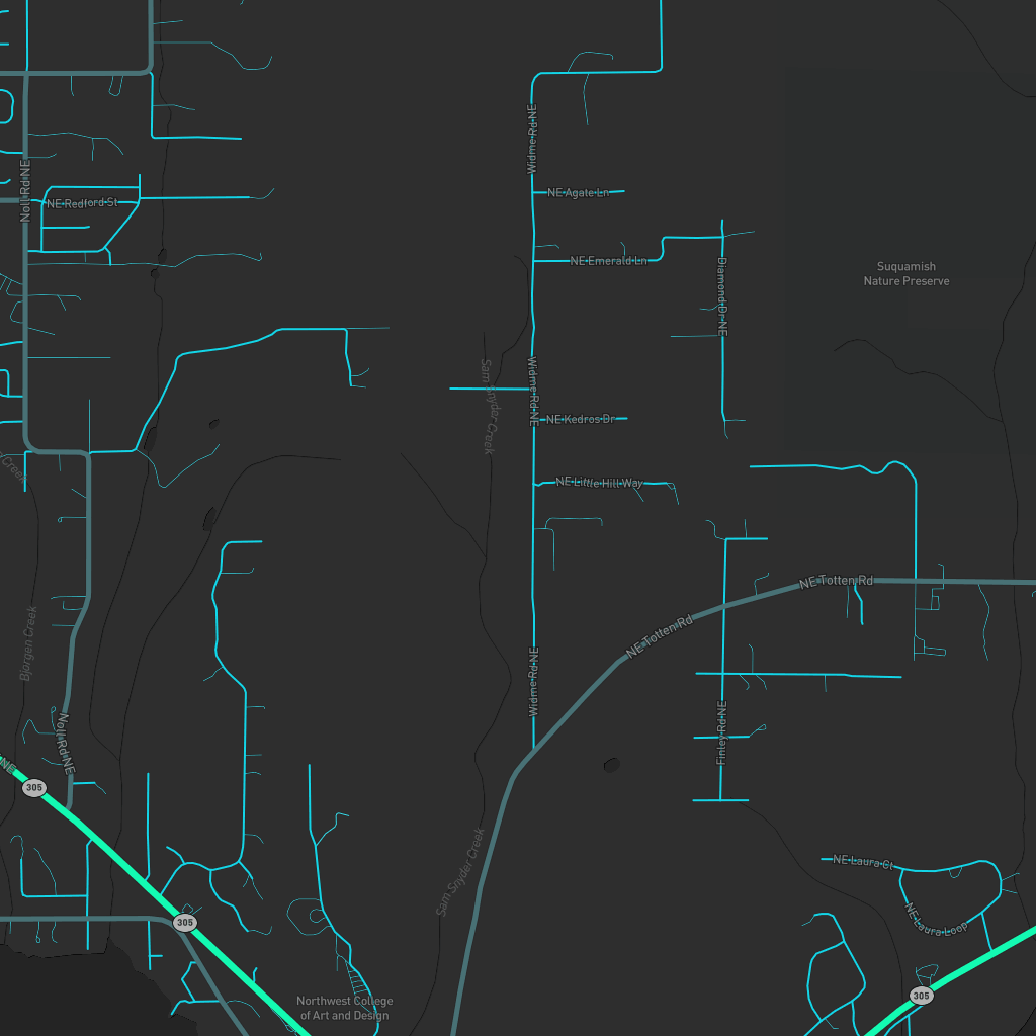 Widme Rd NE
Noll Rd NE
NE Agate Ln
NE Redford St
NE Emerald Ln
Diamond Dr NE
Suquamish
Nature Preserve
Widme Rd NE
Sam Snyder Creek
NE Kedros Dr
Creek
NE Little Hill Way
NE Totten Rd
NE Totten Rd
Bjorgen Creek
Widme Rd NE
Noll Rd NE
Finley Rd NE
NE
305
Sam Snyder Creek
NE Laura Ct
NE Laura Loop
305
305
Northwest College
of Art and Design